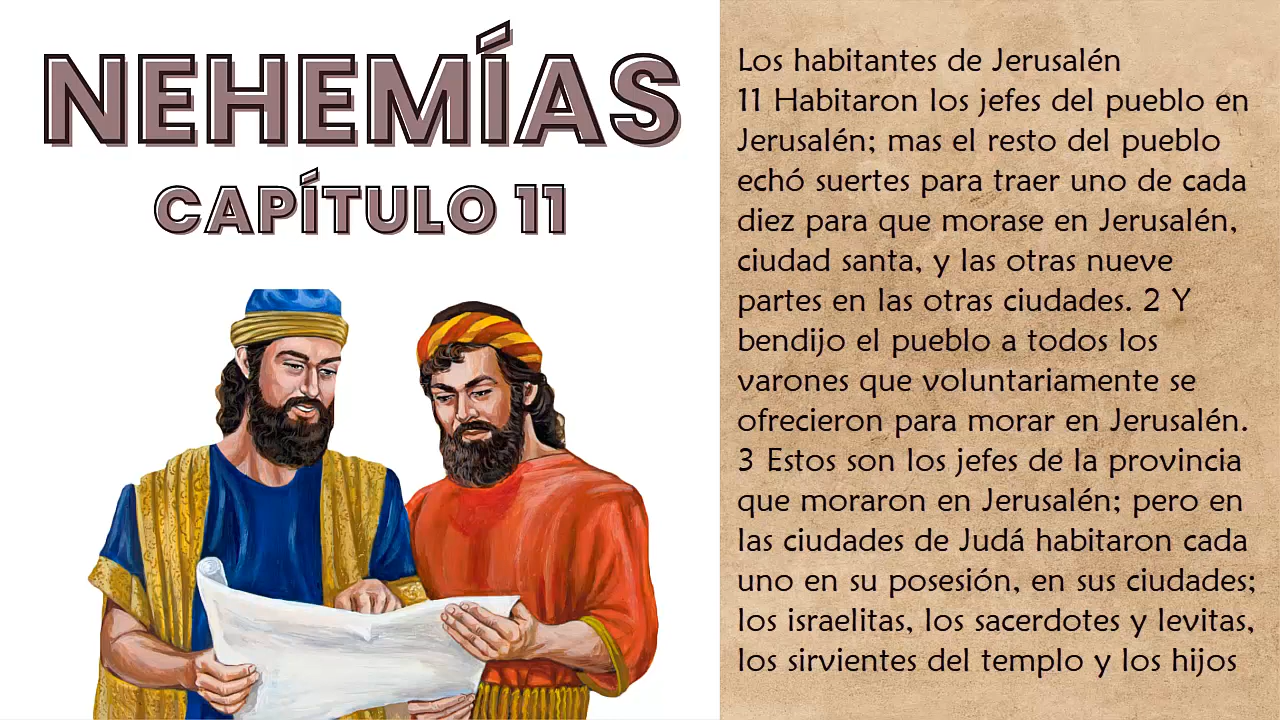 NEHEMÍAS
CAPÍTULO 11
Los habitantes de Jerusalén
11 Habitaron los jefes del pueblo en
Jerusalén; mas el resto del pueblo
echó suertes para traer uno de cada
diez para que morase en Jerusalén,
ciudad santa, y las otras nueve
partes en las otras ciudades. 2 Y
bendijo el pueblo a todos los
varones que voluntariamente se
ofrecieron para morar en Jerusalén.
3 Estos son los jefes de la provincia
que moraron en Jerusalén; pero en
las ciudades de Judá habitaron cada
uno en su posesión, en sus ciudades;
los israelitas, los sacerdotes y levitas,
los sirvientes del templo y los hijos